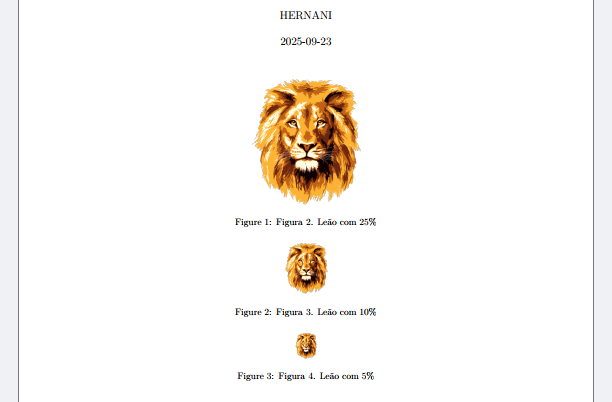 HERNANI
2025-09-23
Figure 1: Figura 2. Leão com 25%
Figure 2: Figura 3. Leão com 10%
Figure 3: Figura 4. Leão com 5%